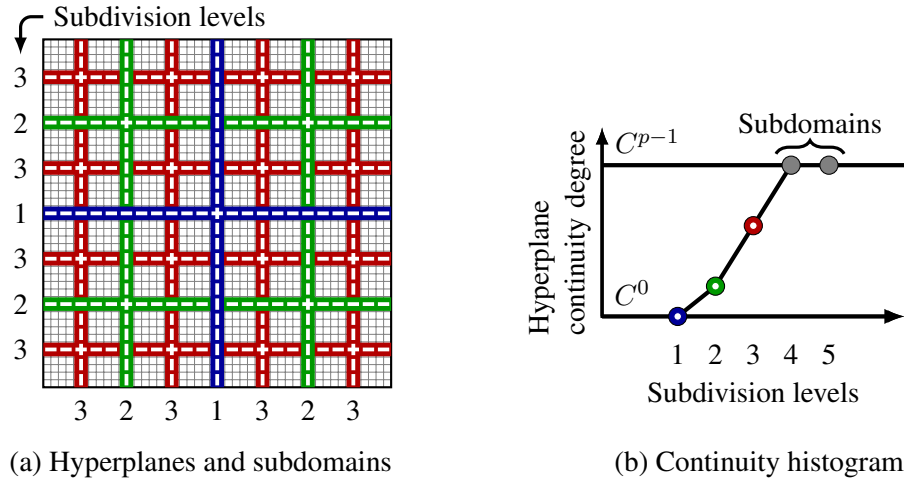 Subdivision levels
3
2
3
1
3
2
3
3 2 3 1 3 2 3
(a) Hyperplanes and subdomains
Hyperplane
continuity degree
C^{p−1}
Subdomains
C^0
1 2 3 4 5
Subdivision levels
(b) Continuity histogram